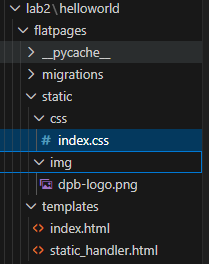 lab2\helloworld
flatpages
__pycache__
migrations
static
css
# index.css
img
dpb-logo.png
templates
<> index.html
<> static_handler.html